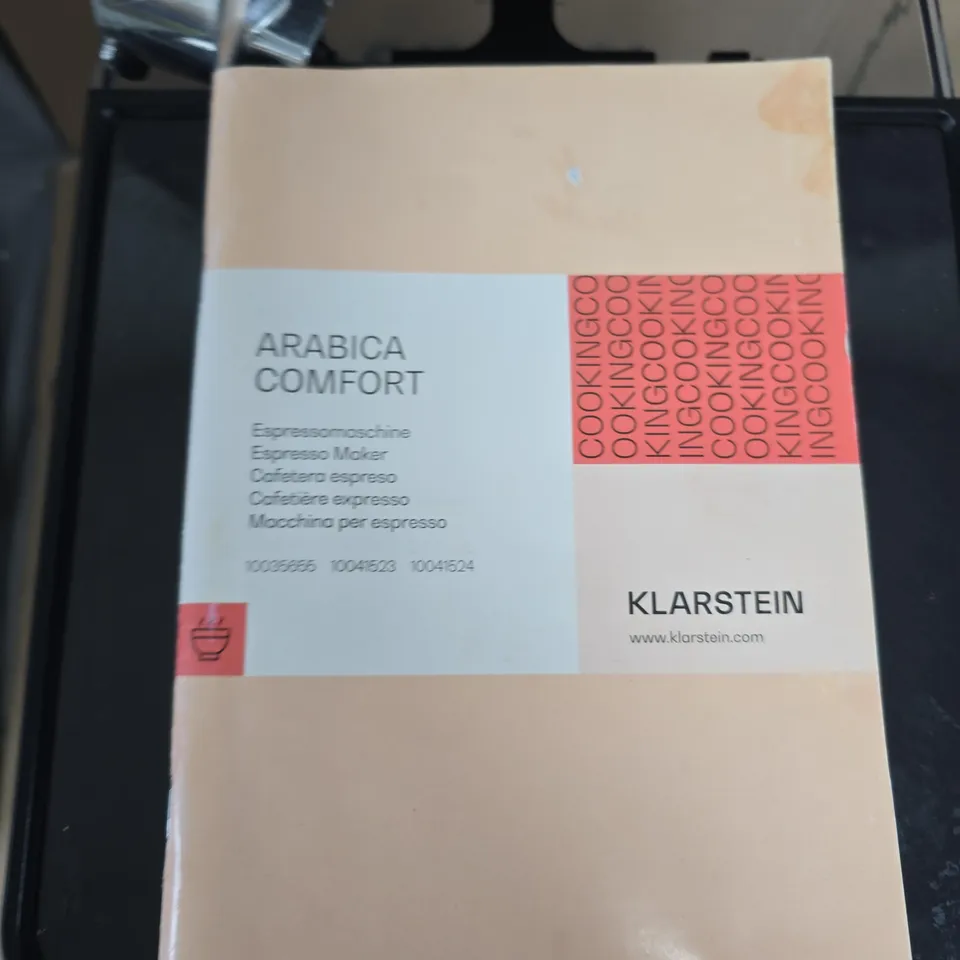 ARABICA
COMFORT
Espressomaschine
Espresso Maker
Cafetera espreso
Cafetière expresso
Macchina per espresso
10035655 10041523 10041524
COOKINGCO
OOKINGCOO
KINGCOOKIN
INGCOOKING
COOKINGCO
OOKINGCOO
KINGCOOKIN
INGCOOKING
KLARSTEIN
www.klarstein.com